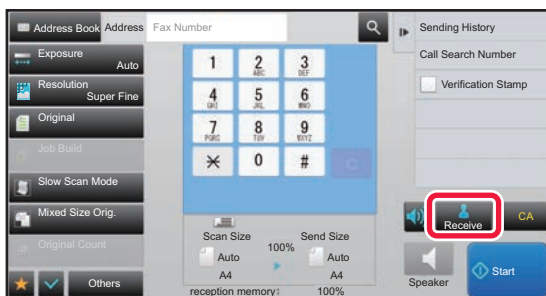 Address Book
Address
Fax Number
Exposure
Auto
Resolution
Super Fine
Original
Job Build
Slow Scan Mode
Mixed Size Orig.
Original Count
Others
1
2
ABC
3
DEF
4
GHI
5
JKL
6
MNO
7
PQRS
8
TUV
9
WXYZ
0
#
C
Scan Size
100%
Send Size
Auto
A4
Auto
A4
reception memory:
100%
Sending History
Call Search Number
Verification Stamp
Receive
CA
Speaker
Start